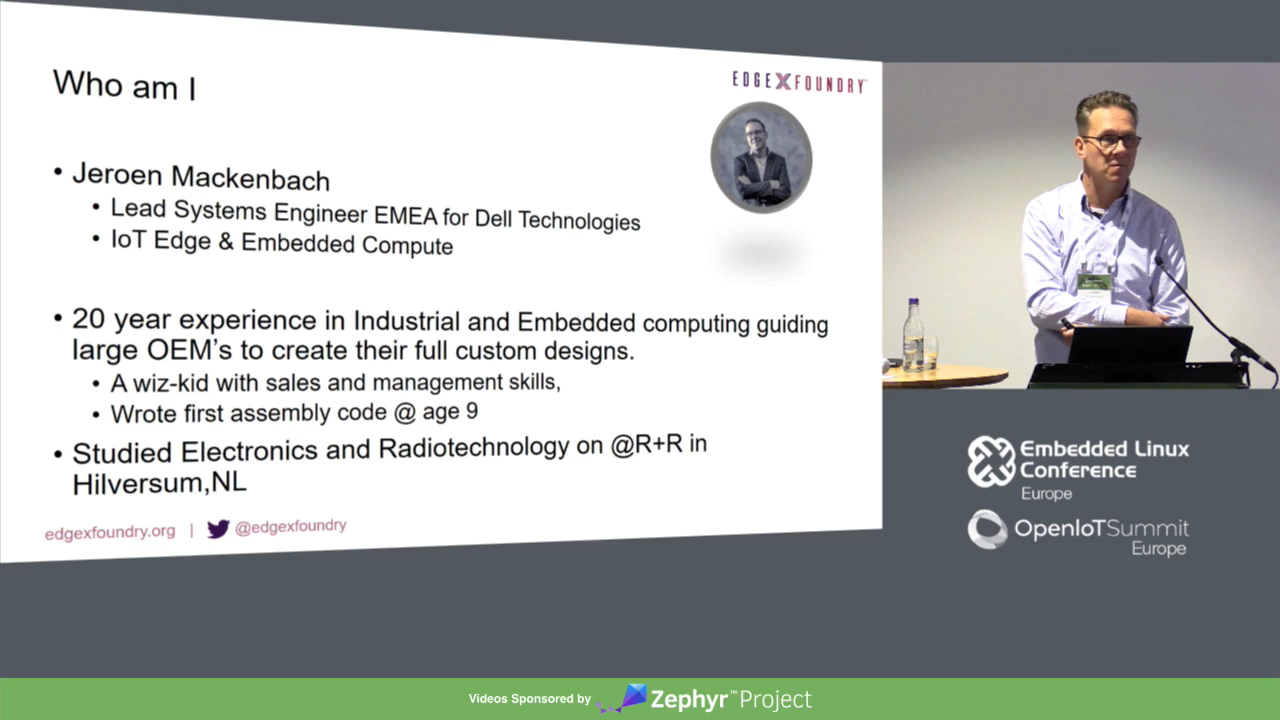 Who am I
EDGE X FOUNDRY™
• Jeroen Mackenbach
• Lead Systems Engineer EMEA for Dell Technologies
• IoT Edge & Embedded Compute
• 20 year experience in Industrial and Embedded computing guiding
large OEM's to create their full custom designs.
• A wiz-kid with sales and management skills,
• Wrote first assembly code @ age 9
• Studied Electronics and Radiotechnology on @R+R in
Hilversum,NL
edgexfoundry.org | @edgexfoundry
Embedded Linux
Conference
Europe
OpenIoTSummit
Europe
Videos Sponsored by Zephyr™Project